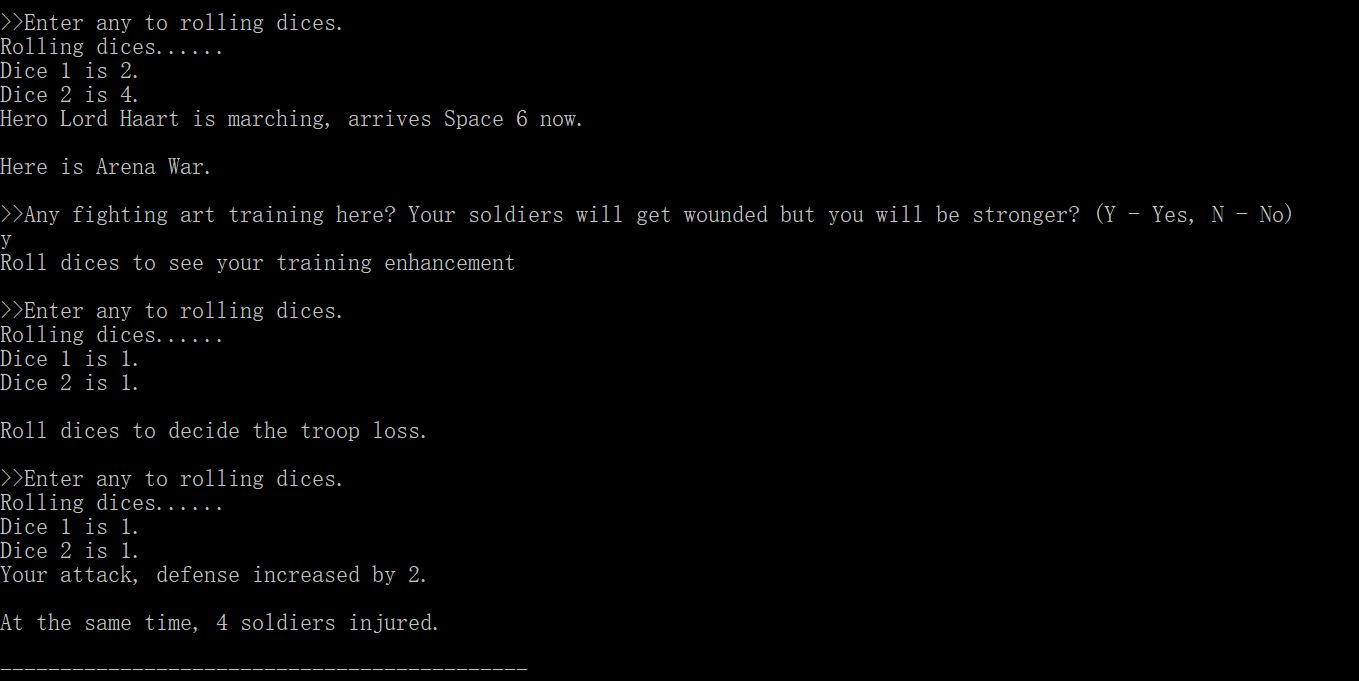 >>Enter any to rolling dices.
Rolling dices......
Dice 1 is 2.
Dice 2 is 4.
Hero Lord Haart is marching, arrives Space 6 now.
Here is Arena War.
>>Any fighting art training here? Your soldiers will get wounded but you will be stronger? (Y - Yes, N - No)
y
Roll dices to see your training enhancement
>>Enter any to rolling dices.
Rolling dices......
Dice 1 is 1.
Dice 2 is 1.
Roll dices to decide the troop loss.
>>Enter any to rolling dices.
Rolling dices......
Dice 1 is 1.
Dice 2 is 1.
Your attack, defense increased by 2.
At the same time, 4 soldiers injured.
____________________________________________